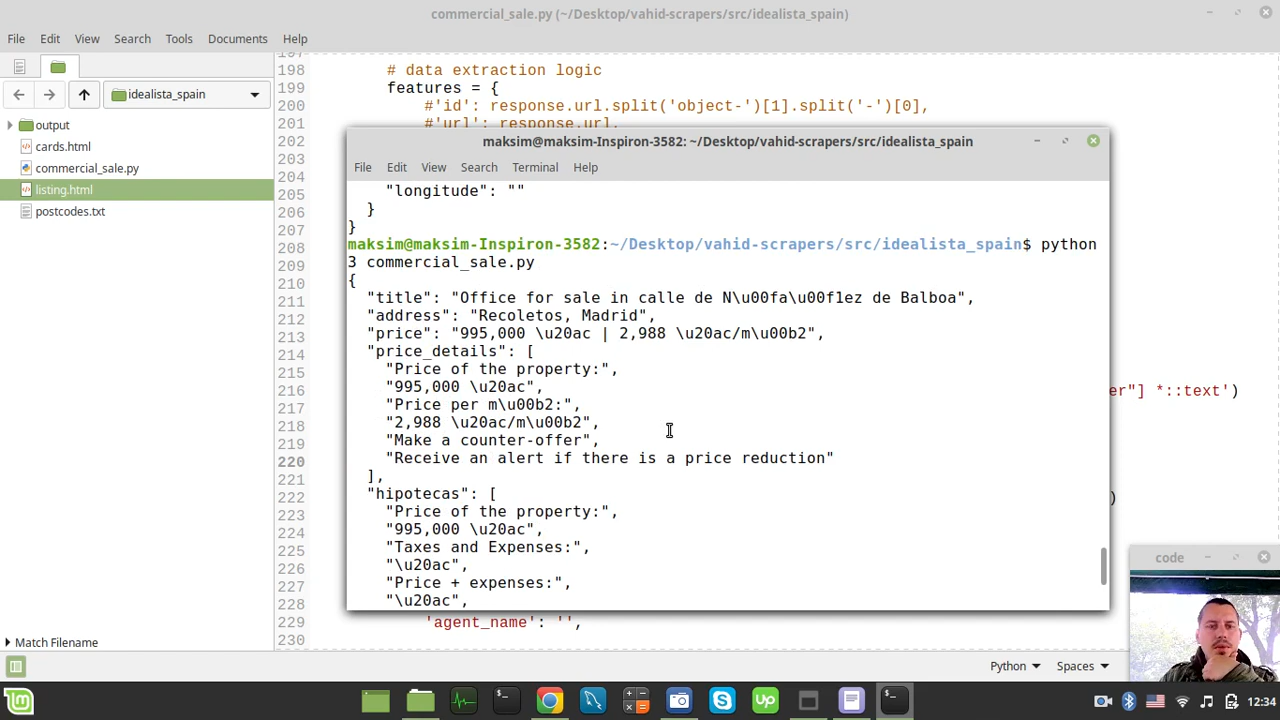 commercial_sale.py (~/Desktop/vahid-scrapers/src/idealista_spain)
File Edit View Search Tools Documents Help
idealista_spain
output
cards.html
commercial_sale.py
listing.html
postcodes.txt
Match Filename
198 # data extraction logic
199 features = {
200 #'id': response.url.split('object-')[1].split('-')[0],
201 #'url': response.url,
202
203
204
205
206
207
208
209
210
211
212
213
214
215
216 er"] *::text')
217
218
219
220
221
222 )
223
224
225
226
227
228
229 'agent_name': '',
230
maksim@maksim-Inspiron-3582: ~/Desktop/vahid-scrapers/src/idealista_spain
File Edit View Search Terminal Help
"longitude": ""
}
}
maksim@maksim-Inspiron-3582:~/Desktop/vahid-scrapers/src/idealista_spain$ python
3 commercial_sale.py
{
"title": "Office for sale in calle de N\u00fa\u00f1ez de Balboa",
"address": "Recoletos, Madrid",
"price": "995,000 \u20ac | 2,988 \u20ac/m\u00b2",
"price_details": [
"Price of the property:",
"995,000 \u20ac",
"Price per m\u00b2:",
"2,988 \u20ac/m\u00b2",
"Make a counter-offer",
"Receive an alert if there is a price reduction"
],
"hipotecas": [
"Price of the property:",
"995,000 \u20ac",
"Taxes and Expenses:",
"\u20ac",
"Price + expenses:",
"\u20ac",
code
Python Spaces
12:34